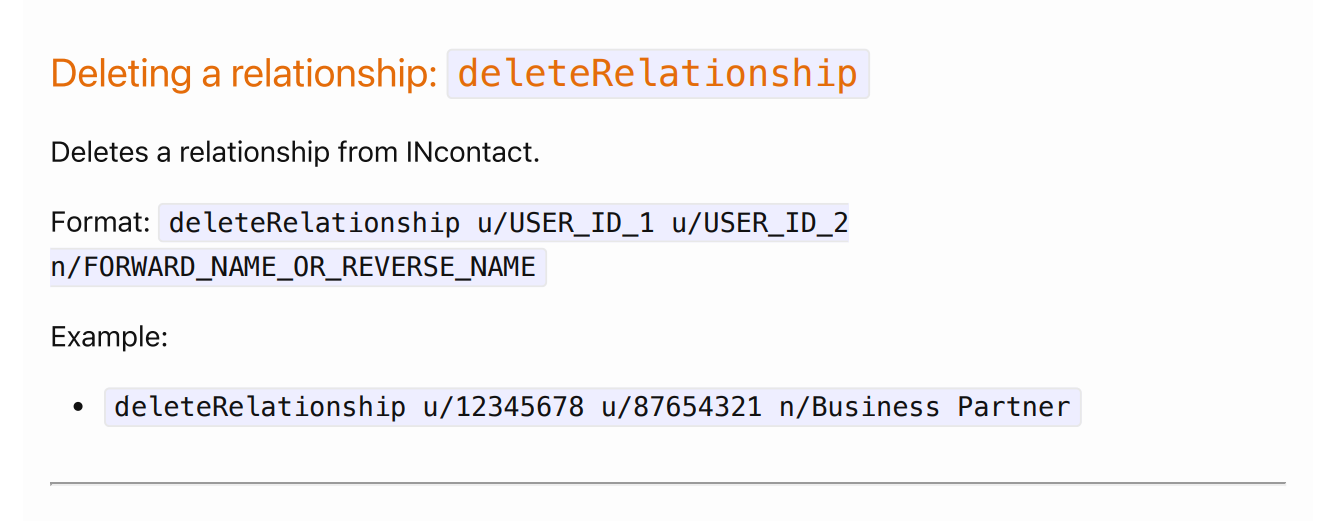 Deleting a relationship: deleteRelationship
Deletes a relationship from INcontact.
Format: deleteRelationship u/USER_ID_1 u/USER_ID_2
n/FORWARD_NAME_OR_REVERSE_NAME
Example:
• deleteRelationship u/12345678 u/87654321 n/Business Partner